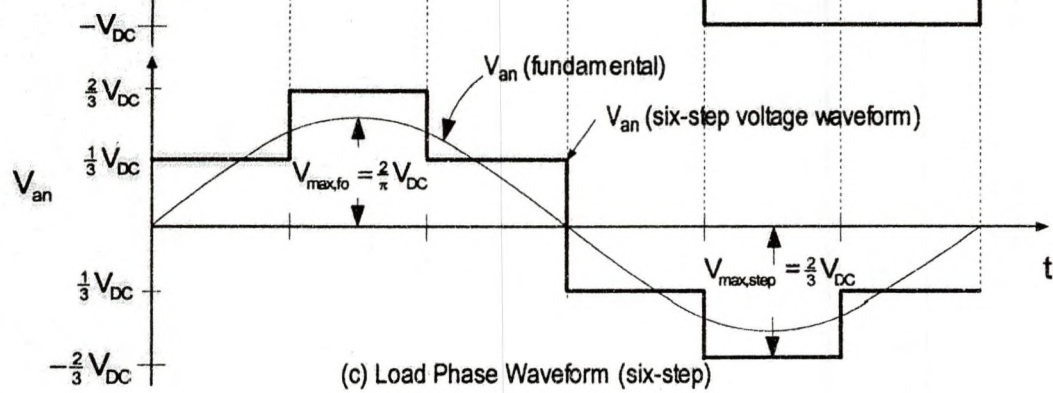 −V_DC
V_an (fundamental)
⅔ V_DC
V_an (six-step voltage waveform)
⅓ V_DC
V_max,fo = 2/π V_DC
V_an
t
V_max,step = ⅔ V_DC
⅓ V_DC
−⅔ V_DC
(c) Load Phase Waveform (six-step)